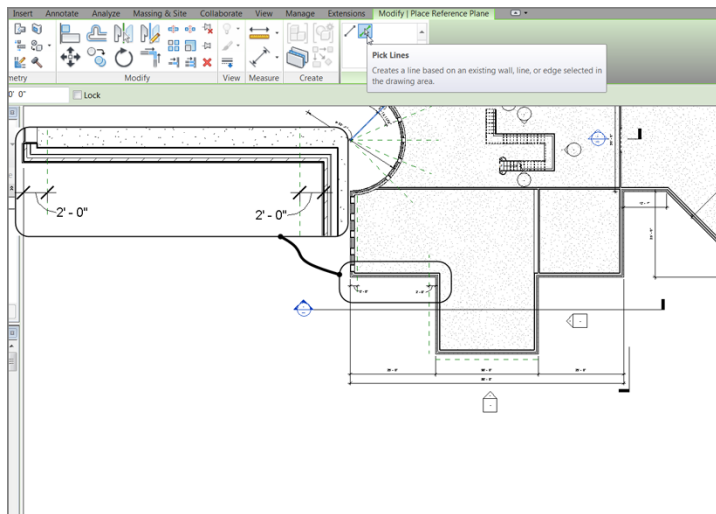 Insert Annotate Analyze Massing & Site Collaborate View Manage Extensions Modify | Place Reference Plane
metry Modify View Measure Create
Pick Lines
Creates a line based on an existing wall, line, or edge selected in
the drawing area.
0' 0" Lock
2' - 0" 2' - 0"